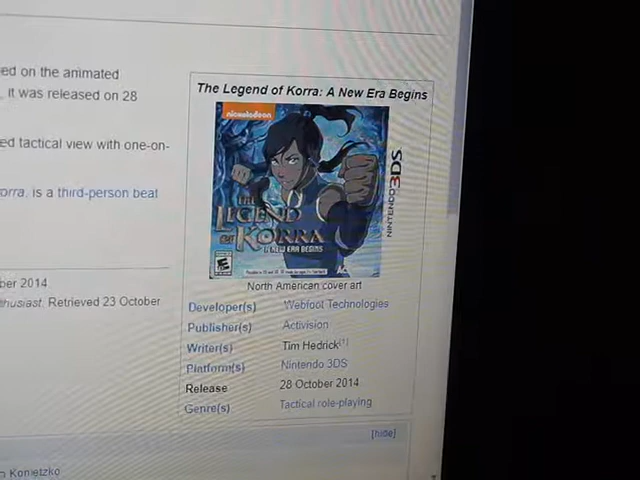 ed on the animated
. it was released on 28
ed tactical view with one-on-
orra, is a third-person beat
ber 2014.
thusiast. Retrieved 23 October
The Legend of Korra: A New Era Begins
nickelodeon
THE
LEGEND
OF KORRA
A NEW ERA BEGINS
NINTENDO 3DS
E
North American cover art
Developer(s) Webfoot Technologies
Publisher(s) Activision
Writer(s) Tim Hedrick[1]
Platform(s) Nintendo 3DS
Release 28 October 2014
Genre(s) Tactical role-playing
[hide]
Konietzko